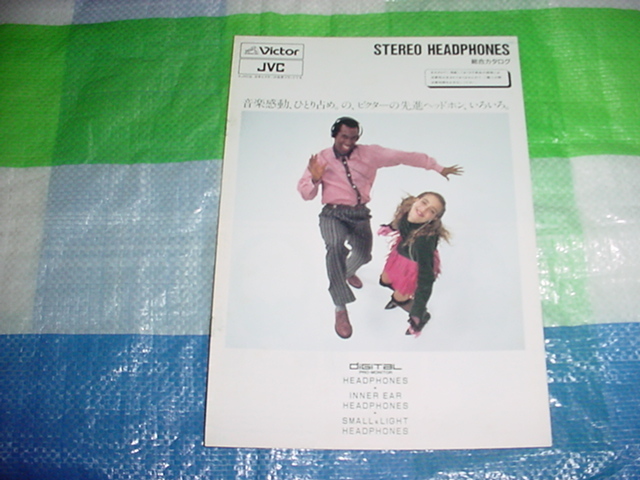 Victor
JVC
STEREO HEADPHONES
総合カタログ
音楽感動、ひとり占め。の、ビクターの先進ヘッドホン、いろいろ。
DIGITAL
PRO MONITOR
HEADPHONES
INNER EAR
HEADPHONES
SMALL & LIGHT
HEADPHONES